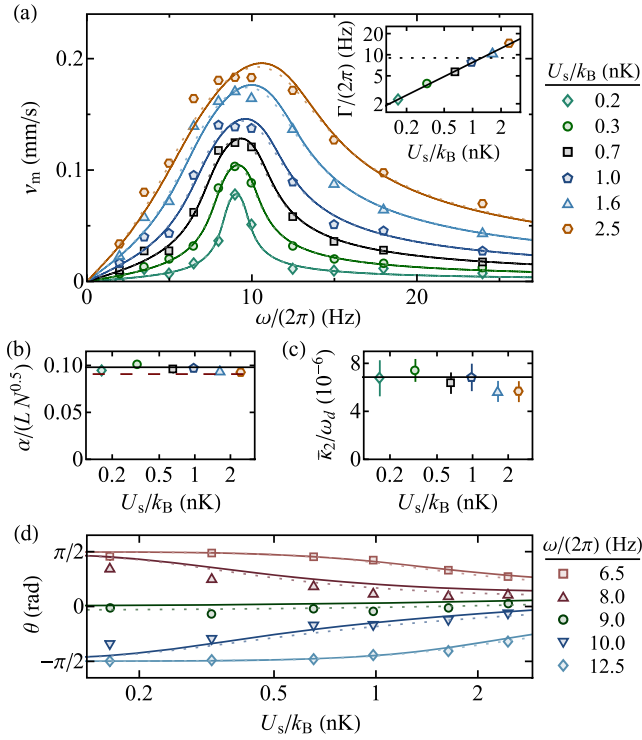 (a)
v_m (mm/s)
0.2
0.1
0
0
10
20
ω/(2π) (Hz)
Γ/(2π) (Hz)
20
9
5
2
0.2
0.5
1
2
U_s/k_B (nK)
U_s/k_B (nK)
0.2
0.3
0.7
1.0
1.6
2.5
(b)
α/(L N^0.5)
0.10
0.05
0.00
0.2
0.5
1
2
U_s/k_B (nK)
(c)
κ̄_2/ω_d (10^−6)
8
4
0
0.2
0.5
1
2
U_s/k_B (nK)
(d)
θ (rad)
π/2
0
−π/2
0.2
0.5
1
2
U_s/k_B (nK)
ω/(2π) (Hz)
6.5
8.0
9.0
10.0
12.5